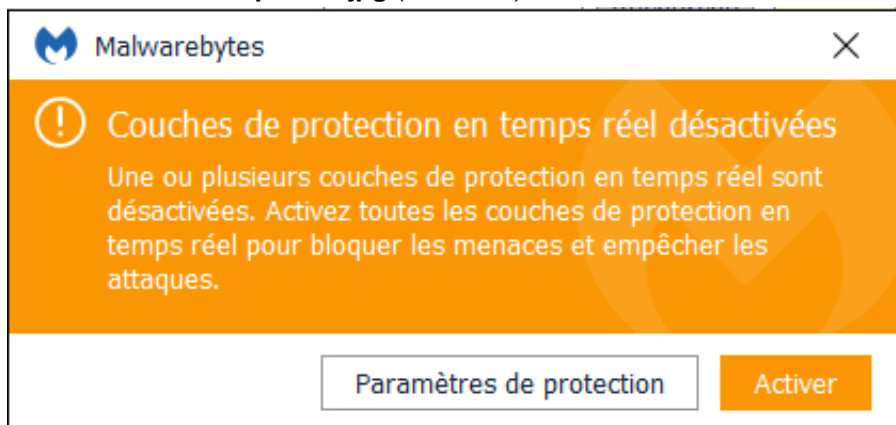 Malwarebytes
Couches de protection en temps réel désactivées
Une ou plusieurs couches de protection en temps réel sont
désactivées. Activez toutes les couches de protection en
temps réel pour bloquer les menaces et empêcher les
attaques.
Paramètres de protection
Activer